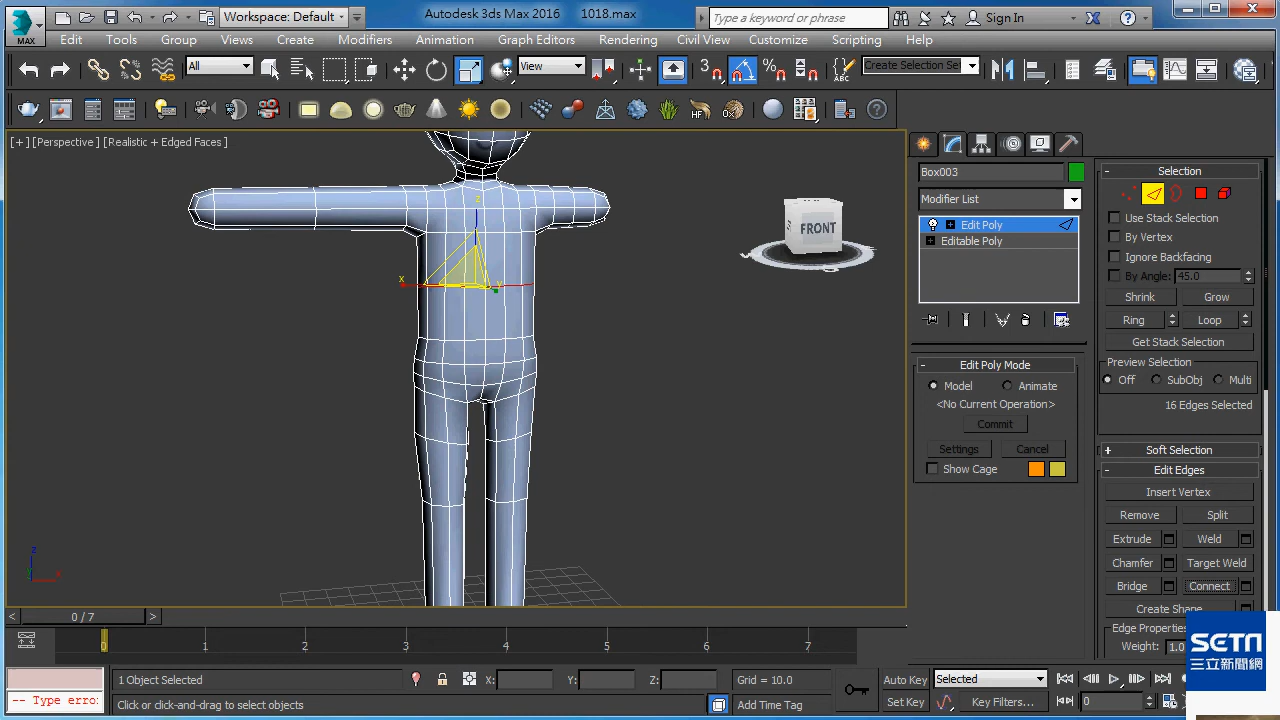 Workspace: Default
Autodesk 3ds Max 2016 1018.max
Type a keyword or phrase
Sign In
MAX
Edit Tools Group Views Create Modifiers Animation Graph Editors Rendering Civil View Customize Scripting Help
All
View
3
%
ABC
Create Selection Set
HF
[+] [Perspective] [Realistic + Edged Faces]
FRONT
z
x
y
z
x
Box003
Modifier List
Edit Poly
Editable Poly
Edit Poly Mode
Model Animate
<No Current Operation>
Commit
Settings Cancel
Show Cage
Selection
Use Stack Selection
By Vertex
Ignore Backfacing
By Angle: 45.0
Shrink Grow
Ring Loop
Get Stack Selection
Preview Selection
Off SubObj Multi
16 Edges Selected
Soft Selection
Edit Edges
Insert Vertex
Remove Split
Extrude Weld
Chamfer Target Weld
Bridge Connect
Create Shape
Edge Properties
Weight: 1.0
SETN
三立新聞網
< 0 / 7 >
0 1 2 3 4 5 6 7
1 Object Selected
X: Y: Z:
Grid = 10.0
Auto Key Selected
-- Type erro:
Click or click-and-drag to select objects
Add Time Tag
Set Key Key Filters...
0